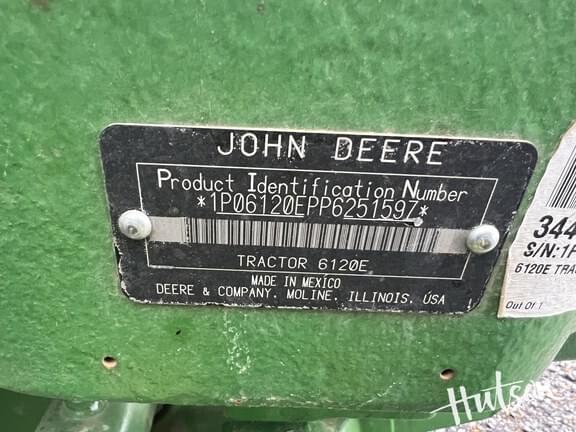 JOHN DEERE
Product Identification Number
*1P06120EPP6251597*
TRACTOR 6120E
MADE IN MEXICO
DEERE & COMPANY, MOLINE, ILLINOIS, USA
344
S/N:1P
6120E TRA
Out Of 1
Hutson